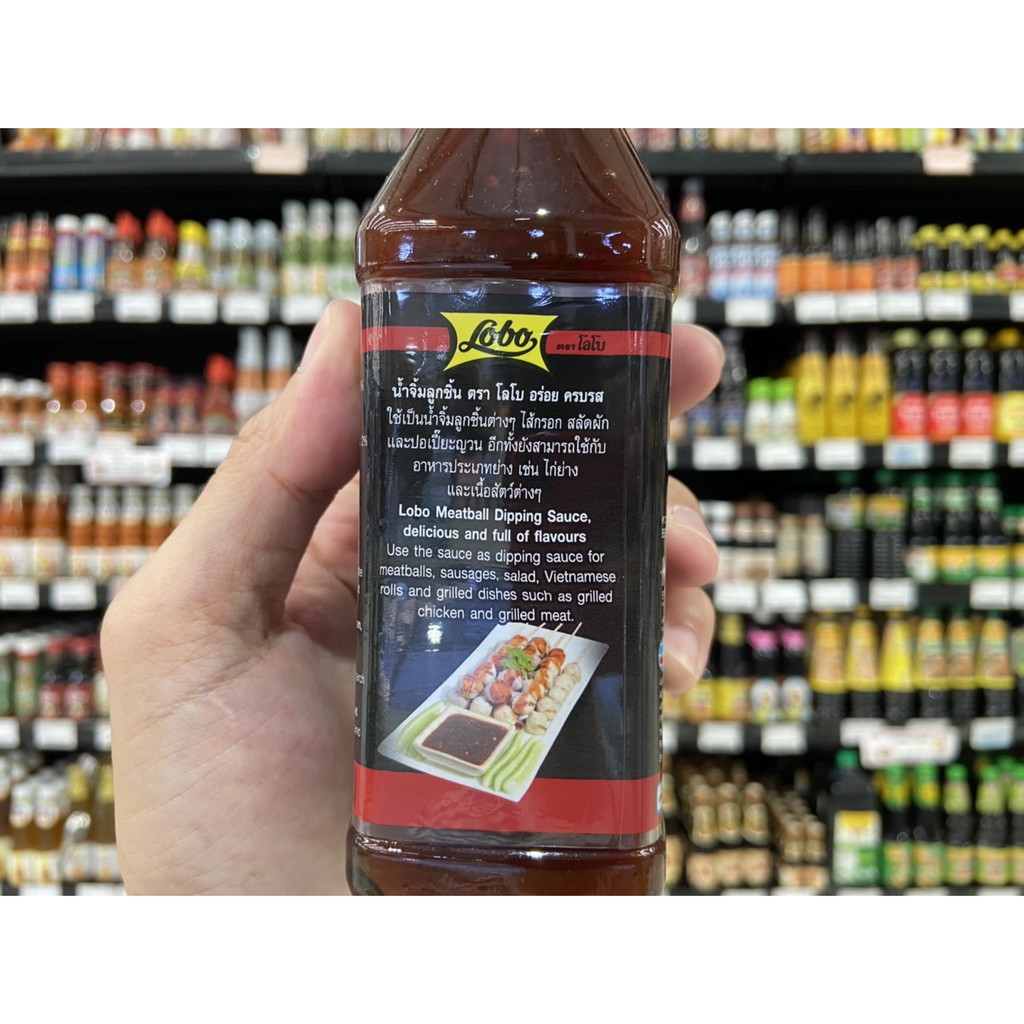 Lobo
ตรา โลโบ
น้ำจิ้มลูกชิ้น ตรา โลโบ อร่อย ครบรส
ใช้เป็นน้ำจิ้มลูกชิ้นต่างๆ ไส้กรอก สลัดผัก
และปอเปี๊ยะญวน อีกทั้งยังสามารถใช้กับ
อาหารประเภทย่าง เช่น ไก่ย่าง
และเนื้อสัตว์ต่างๆ
Lobo Meatball Dipping Sauce,
delicious and full of flavours
Use the sauce as dipping sauce for
meatballs, sausages, salad, Vietnamese
rolls and grilled dishes such as grilled
chicken and grilled meat.